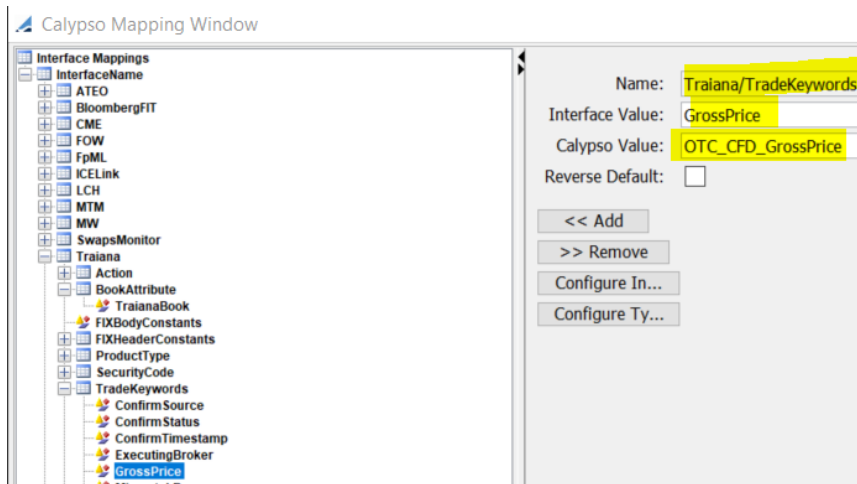 Calypso Mapping Window
Interface Mappings
InterfaceName
ATEO
BloombergFIT
CME
FOW
FpML
ICELink
LCH
MTM
MW
SwapsMonitor
Traiana
Action
BookAttribute
TraianaBook
FIXBodyConstants
FIXHeaderConstants
ProductType
SecurityCode
TradeKeywords
ConfirmSource
ConfirmStatus
ConfirmTimestamp
ExecutingBroker
GrossPrice
Name: Traiana/TradeKeywords
Interface Value: GrossPrice
Calypso Value: OTC_CFD_GrossPrice
Reverse Default:
<< Add
>> Remove
Configure In...
Configure Ty...